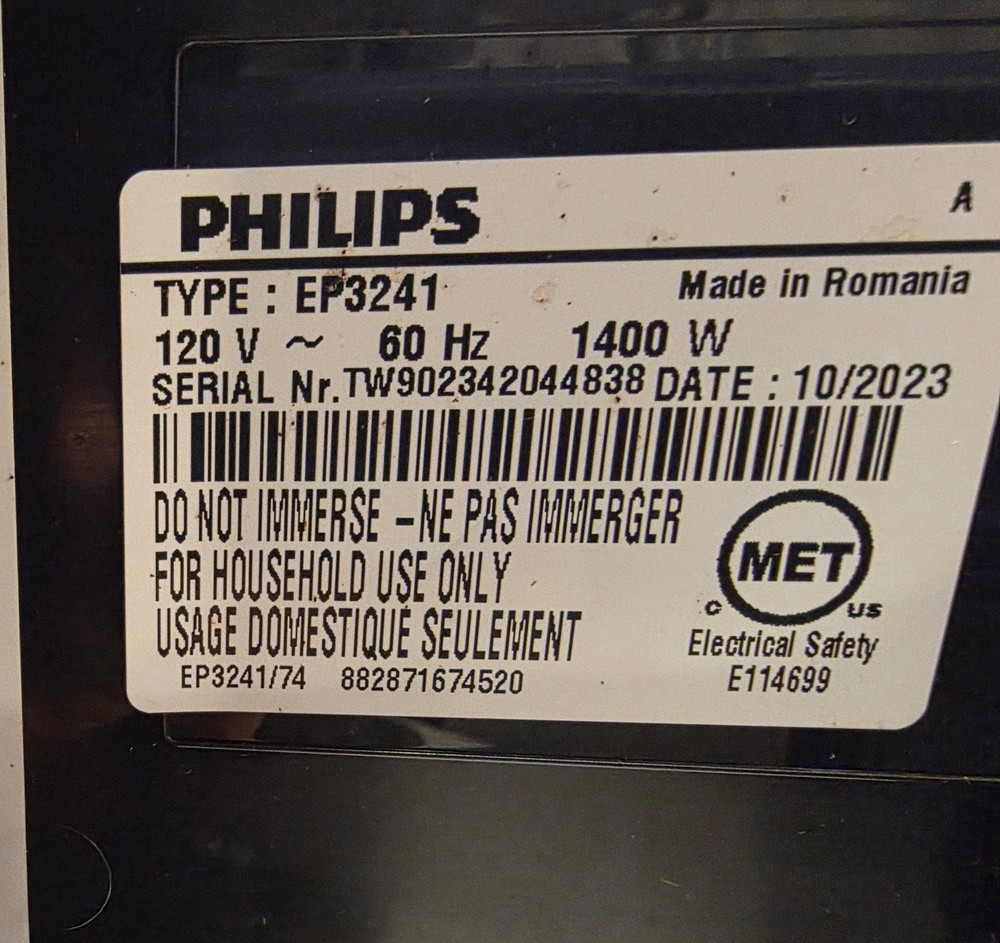 PHILIPS A
TYPE : EP3241 Made in Romania
120 V ~ 60 Hz 1400 W
SERIAL Nr. TW902342044838 DATE : 10/2023
DO NOT IMMERSE – NE PAS IMMERGER
FOR HOUSEHOLD USE ONLY
USAGE DOMESTIQUE SEULEMENT
EP3241/74 882871674520
MET
C US
Electrical Safety
E114699